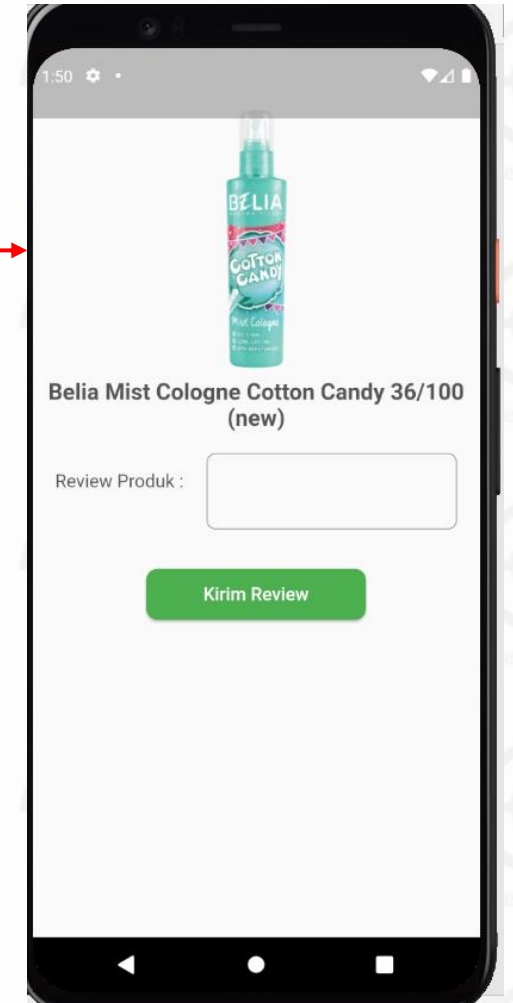 1:50
BELIA
COTTON
CANDY
Mist Cologne
Belia Mist Cologne Cotton Candy 36/100
(new)
Review Produk :
Kirim Review